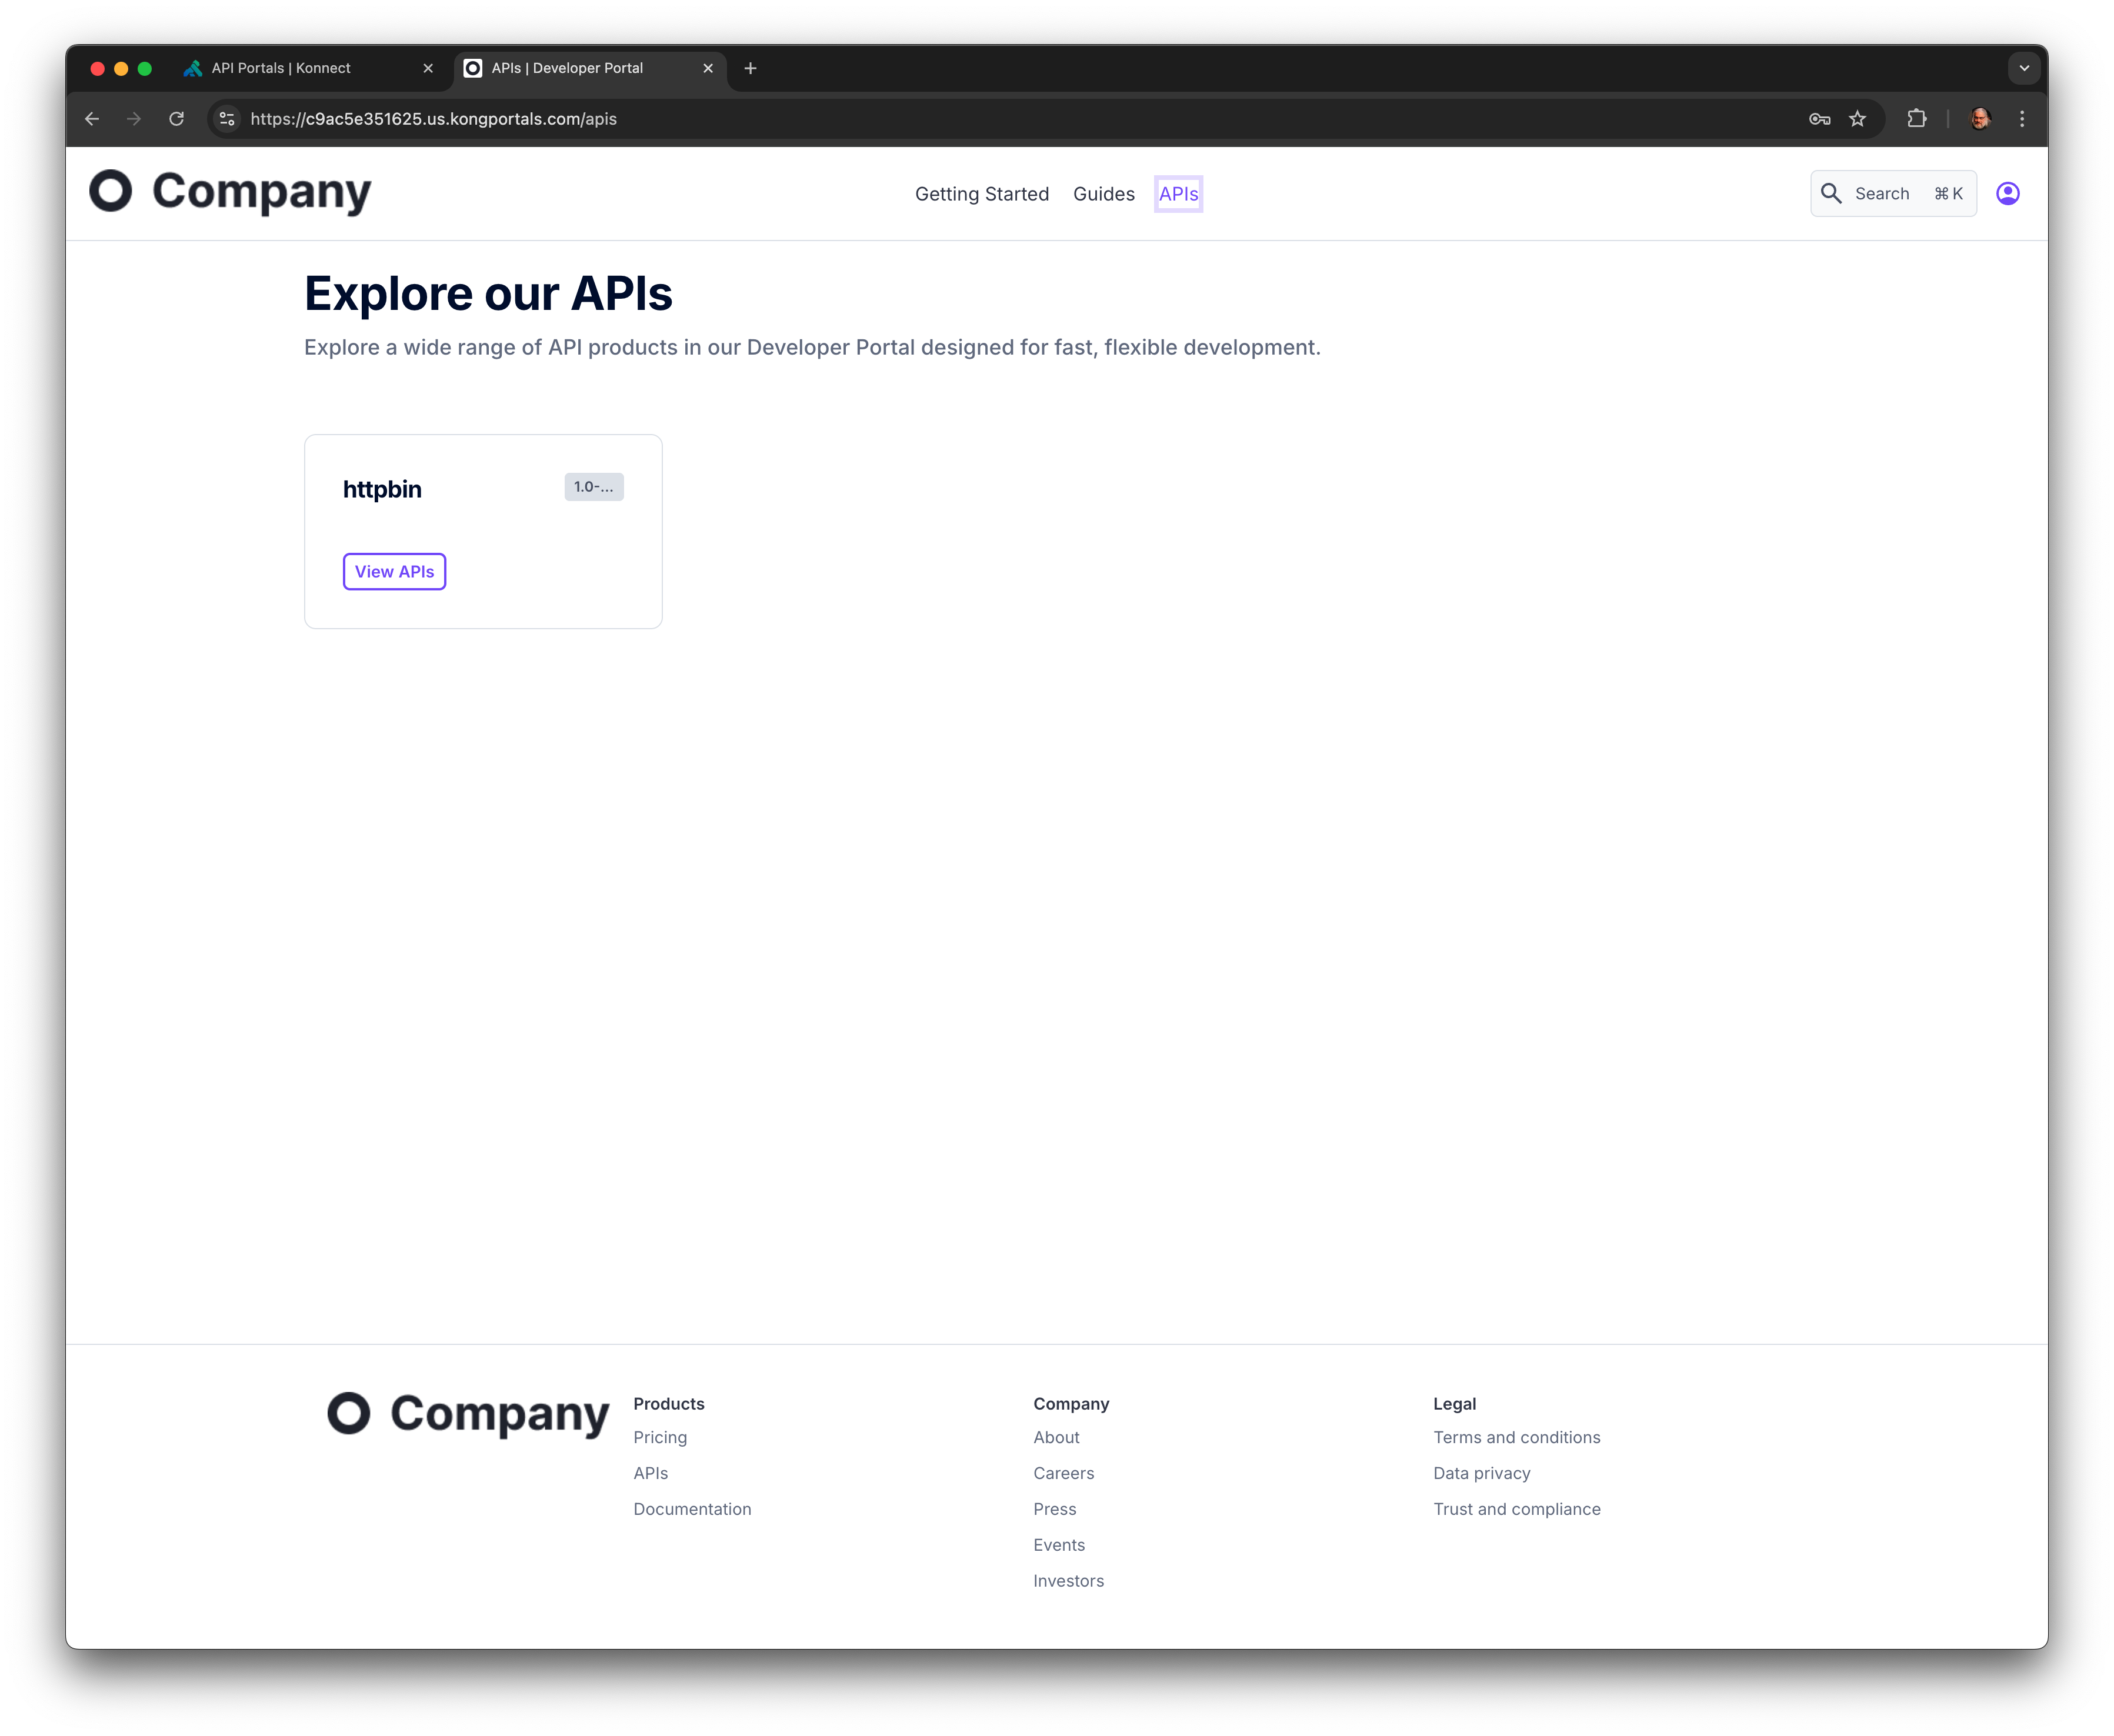 API Portals | Konnect
APIs | Developer Portal
https://c9ac5e351625.us.kongportals.com/apis
Company
Getting Started Guides APIs
Search ⌘ K
Explore our APIs
Explore a wide range of API products in our Developer Portal designed for fast, flexible development.
httpbin
1.0-...
View APIs
Company
Products
Pricing
APIs
Documentation
Company
About
Careers
Press
Events
Investors
Legal
Terms and conditions
Data privacy
Trust and compliance